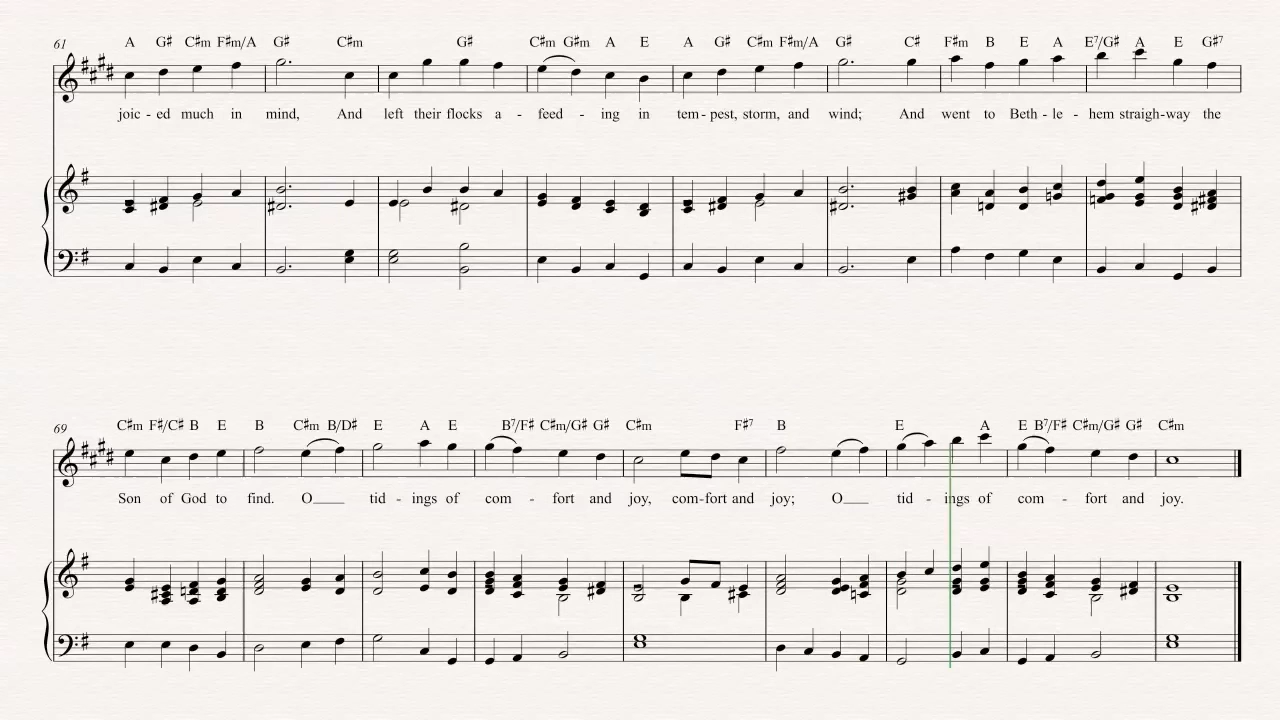 61
A G♯ C♯m F♯m/A G♯ C♯m G♯ C♯m G♯m A E A G♯ C♯m F♯m/A G♯ C♯ F♯m B E A E7/G♯ A E G♯7
joic - ed much in mind, And left their flocks a - feed - ing in tem - pest, storm, and wind; And went to Beth - le - hem straigh-way the
69
C♯m F♯/C♯ B E B C♯m B/D♯ E A E B7/F♯ C♯m/G♯ G♯ C♯m F♯7 B E A E B7/F♯ C♯m/G♯ G♯ C♯m
Son of God to find. O___ tid - ings of com - fort and joy, com-fort and joy; O___ tid - ings of com - fort and joy.